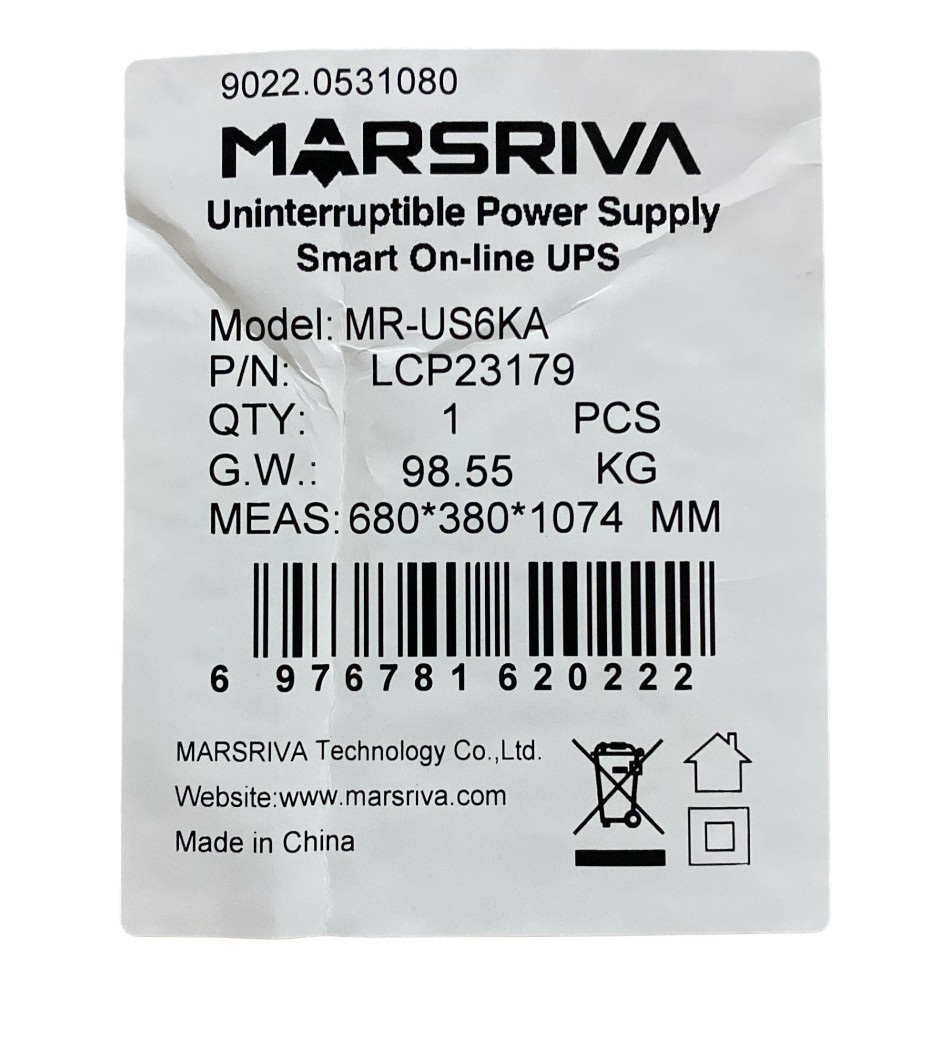 9022.0531080
MARSRIVA
Uninterruptible Power Supply
Smart On-line UPS
Model: MR-US6KA
P/N: LCP23179
QTY: 1 PCS
G.W.: 98.55 KG
MEAS: 680*380*1074 MM
6 976781 620222
MARSRIVA Technology Co.,Ltd.
Website:www.marsriva.com
Made in China